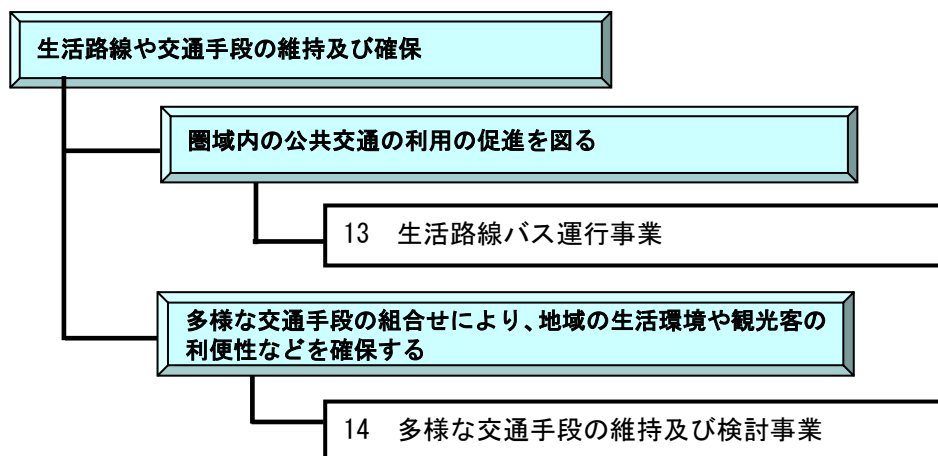 生活路線や交通手段の維持及び確保
圏域内の公共交通の利用の促進を図る
13 生活路線バス運行事業
多様な交通手段の組合せにより、地域の生活環境や観光客の
利便性などを確保する
14 多様な交通手段の維持及び検討事業